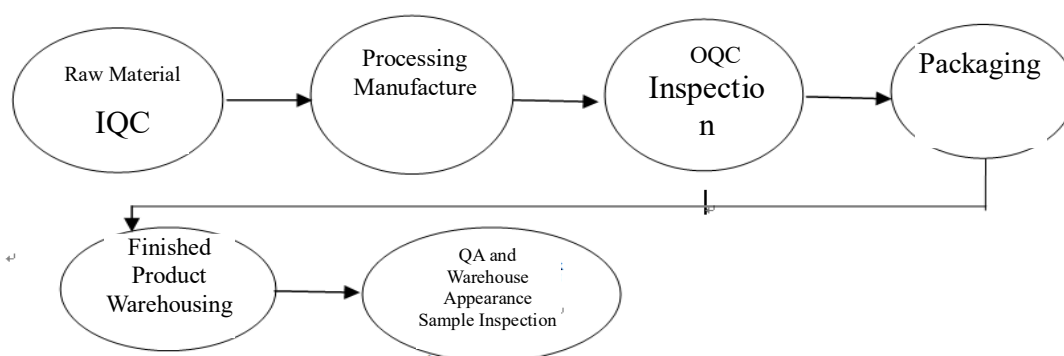 Raw Material
IQC
Processing
Manufacture
OQC
Inspectio
n
Packaging
Finished
Product
Warehousing
QA and
Warehouse
Appearance
Sample Inspection